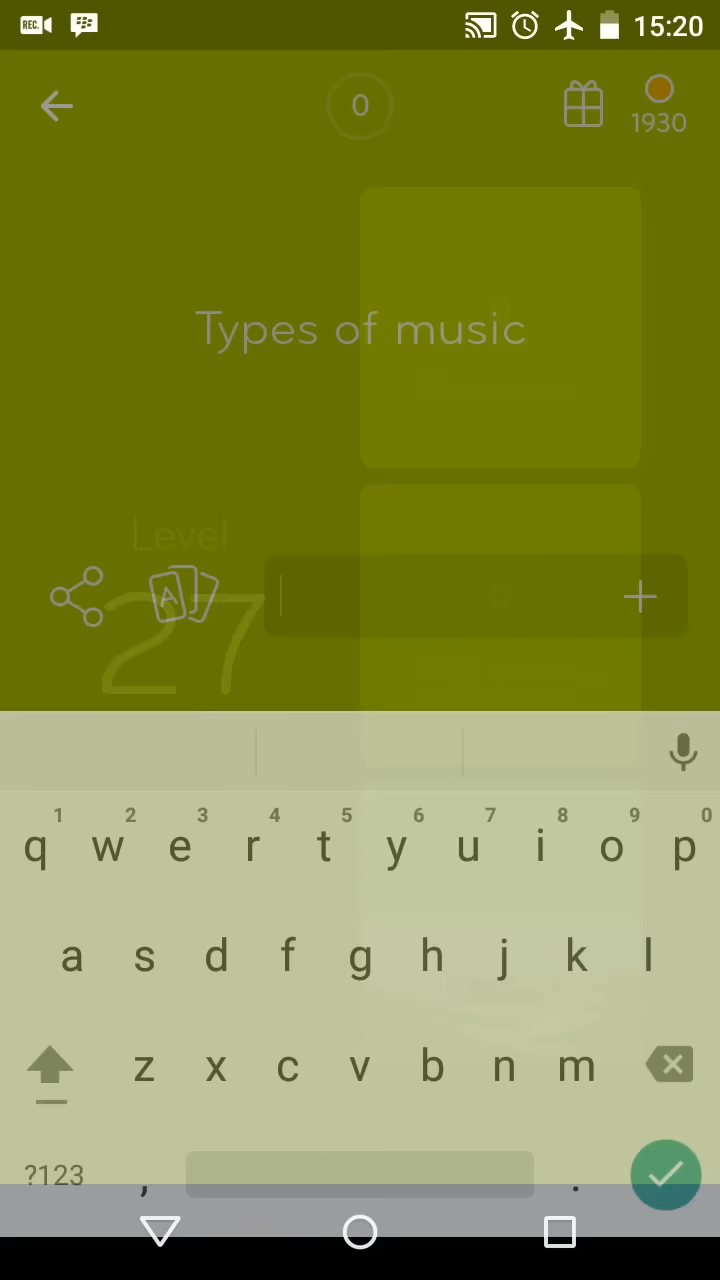 REC. 15:20
0
1930
Types of music
Level
27
A
1 2 3 4 5 6 7 8 9 0
q w e r t y u i o p
a s d f g h j k l
z x c v b n m
?123 , .